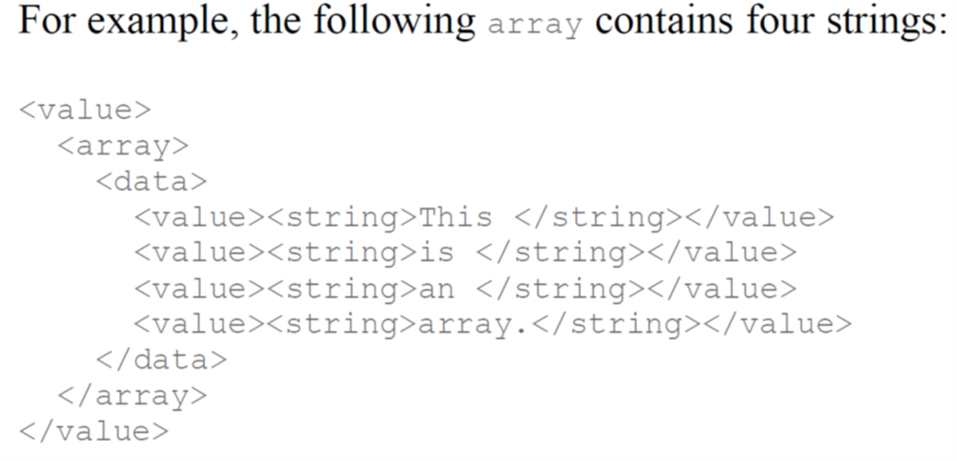 For example, the following array contains four strings:
<value>
  <array>
    <data>
      <value><string>This </string></value>
      <value><string>is </string></value>
      <value><string>an </string></value>
      <value><string>array.</string></value>
    </data>
  </array>
</value>